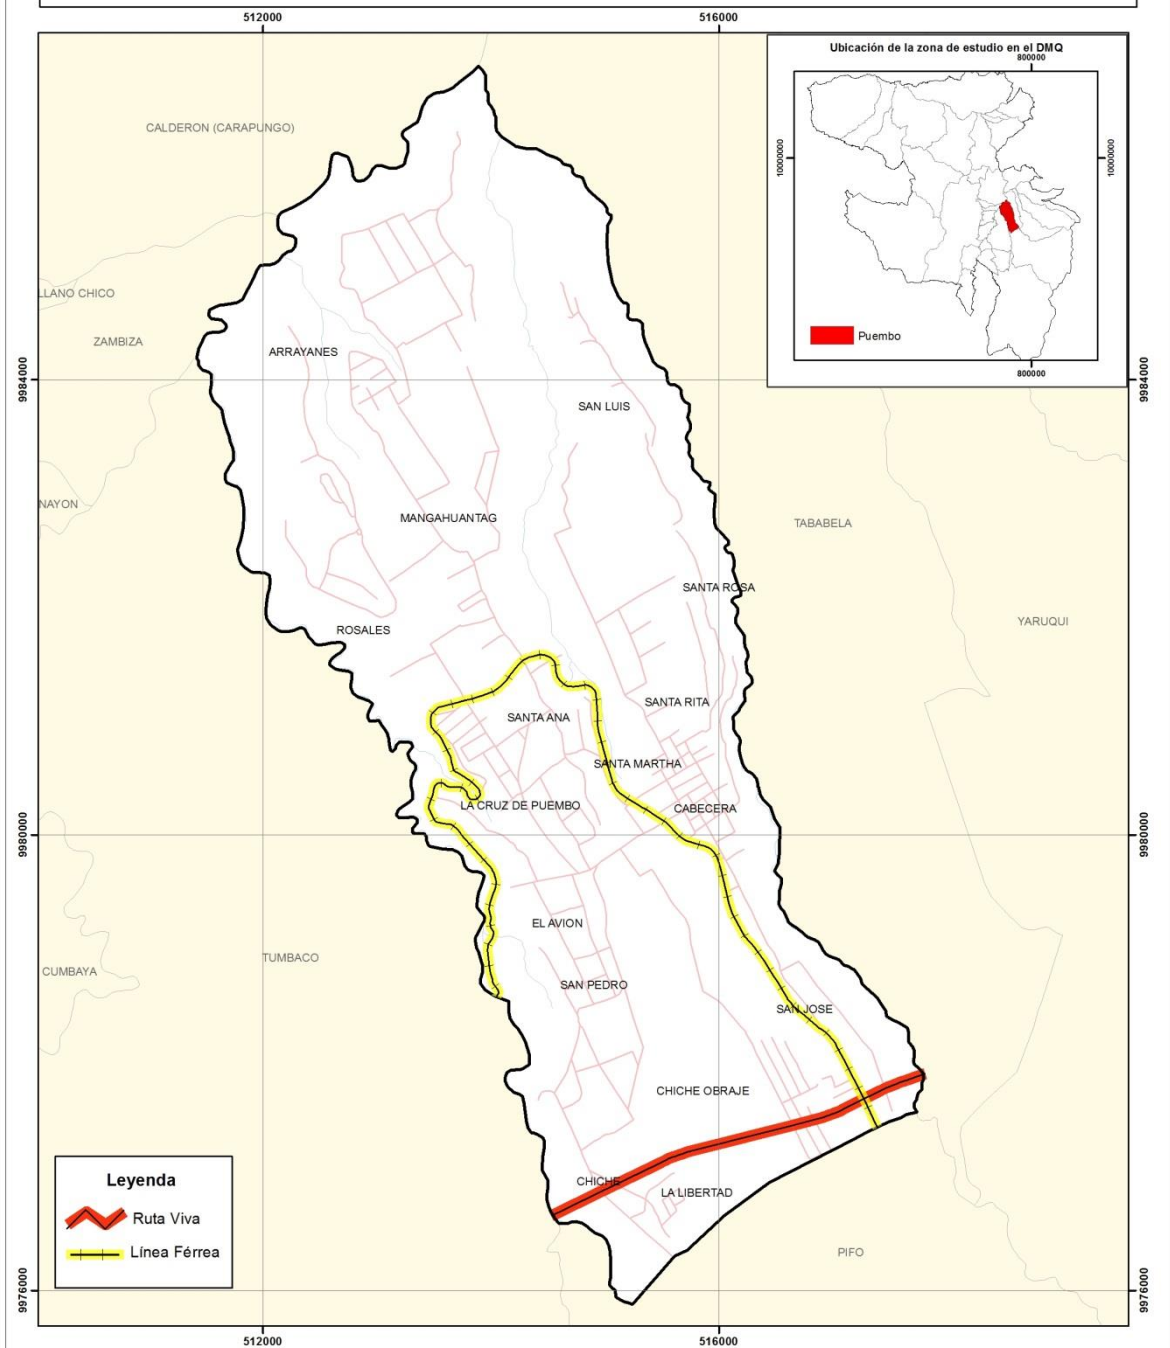 512000
516000
Ubicación de la zona de estudio en el DMQ
800000
10000000
10000000
Puembo
800000
CALDERON (CARAPUNGO)
LLANO CHICO
ZAMBIZA
ARRAYANES
9984000
9984000
SAN LUIS
NAYON
MANGAHUANTAG
TABABELA
SANTA ROSA
ROSALES
YARUQUI
SANTA RITA
SANTA ANA
SANTA MARTHA
LA CRUZ DE PUEMBO
CABECERA
9980000
9980000
EL AVION
TUMBACO
CUMBAYA
SAN PEDRO
SAN JOSE
CHICHE OBRAJE
CHICHE
LA LIBERTAD
PIFO
Leyenda
Ruta Viva
Línea Férrea
9976000
9976000
512000
516000